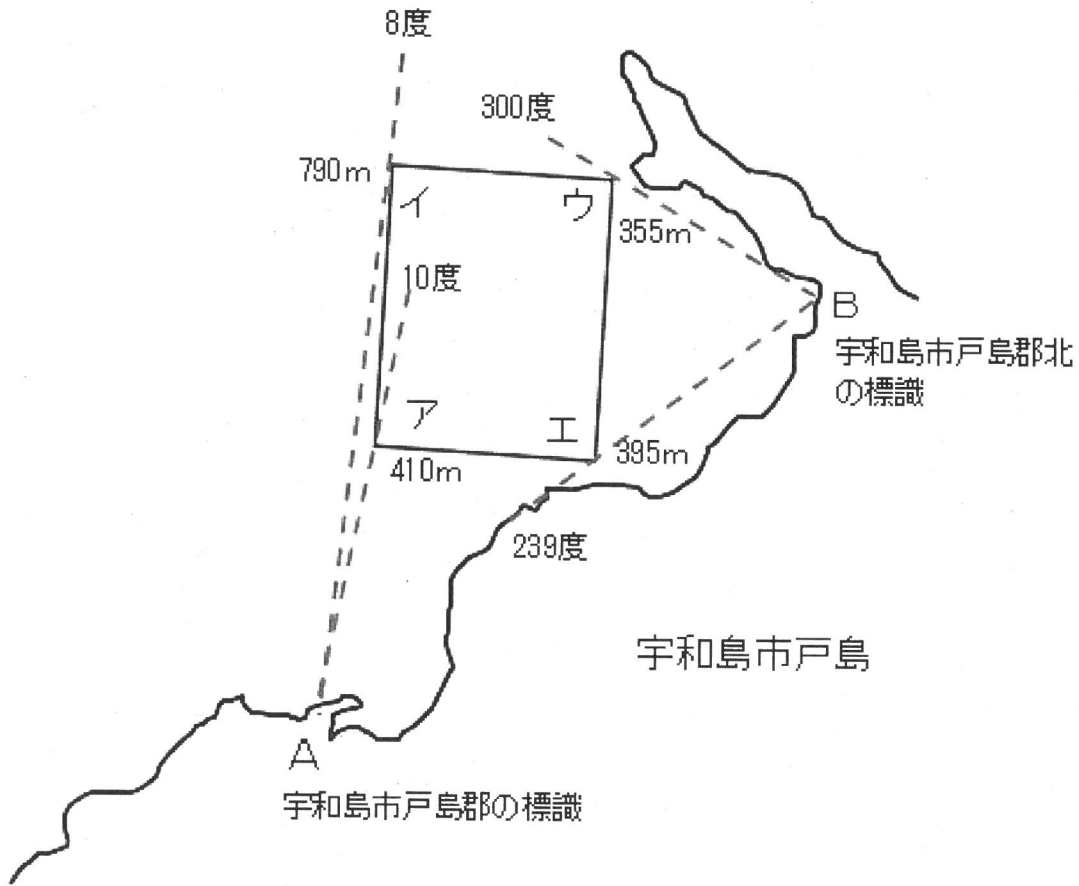 8度
300度
790m
イ
ウ
355m
10度
B
宇和島市戸島郡北
の標識
ア
エ
410m
395m
239度
宇和島市戸島
A
宇和島市戸島郡の標識